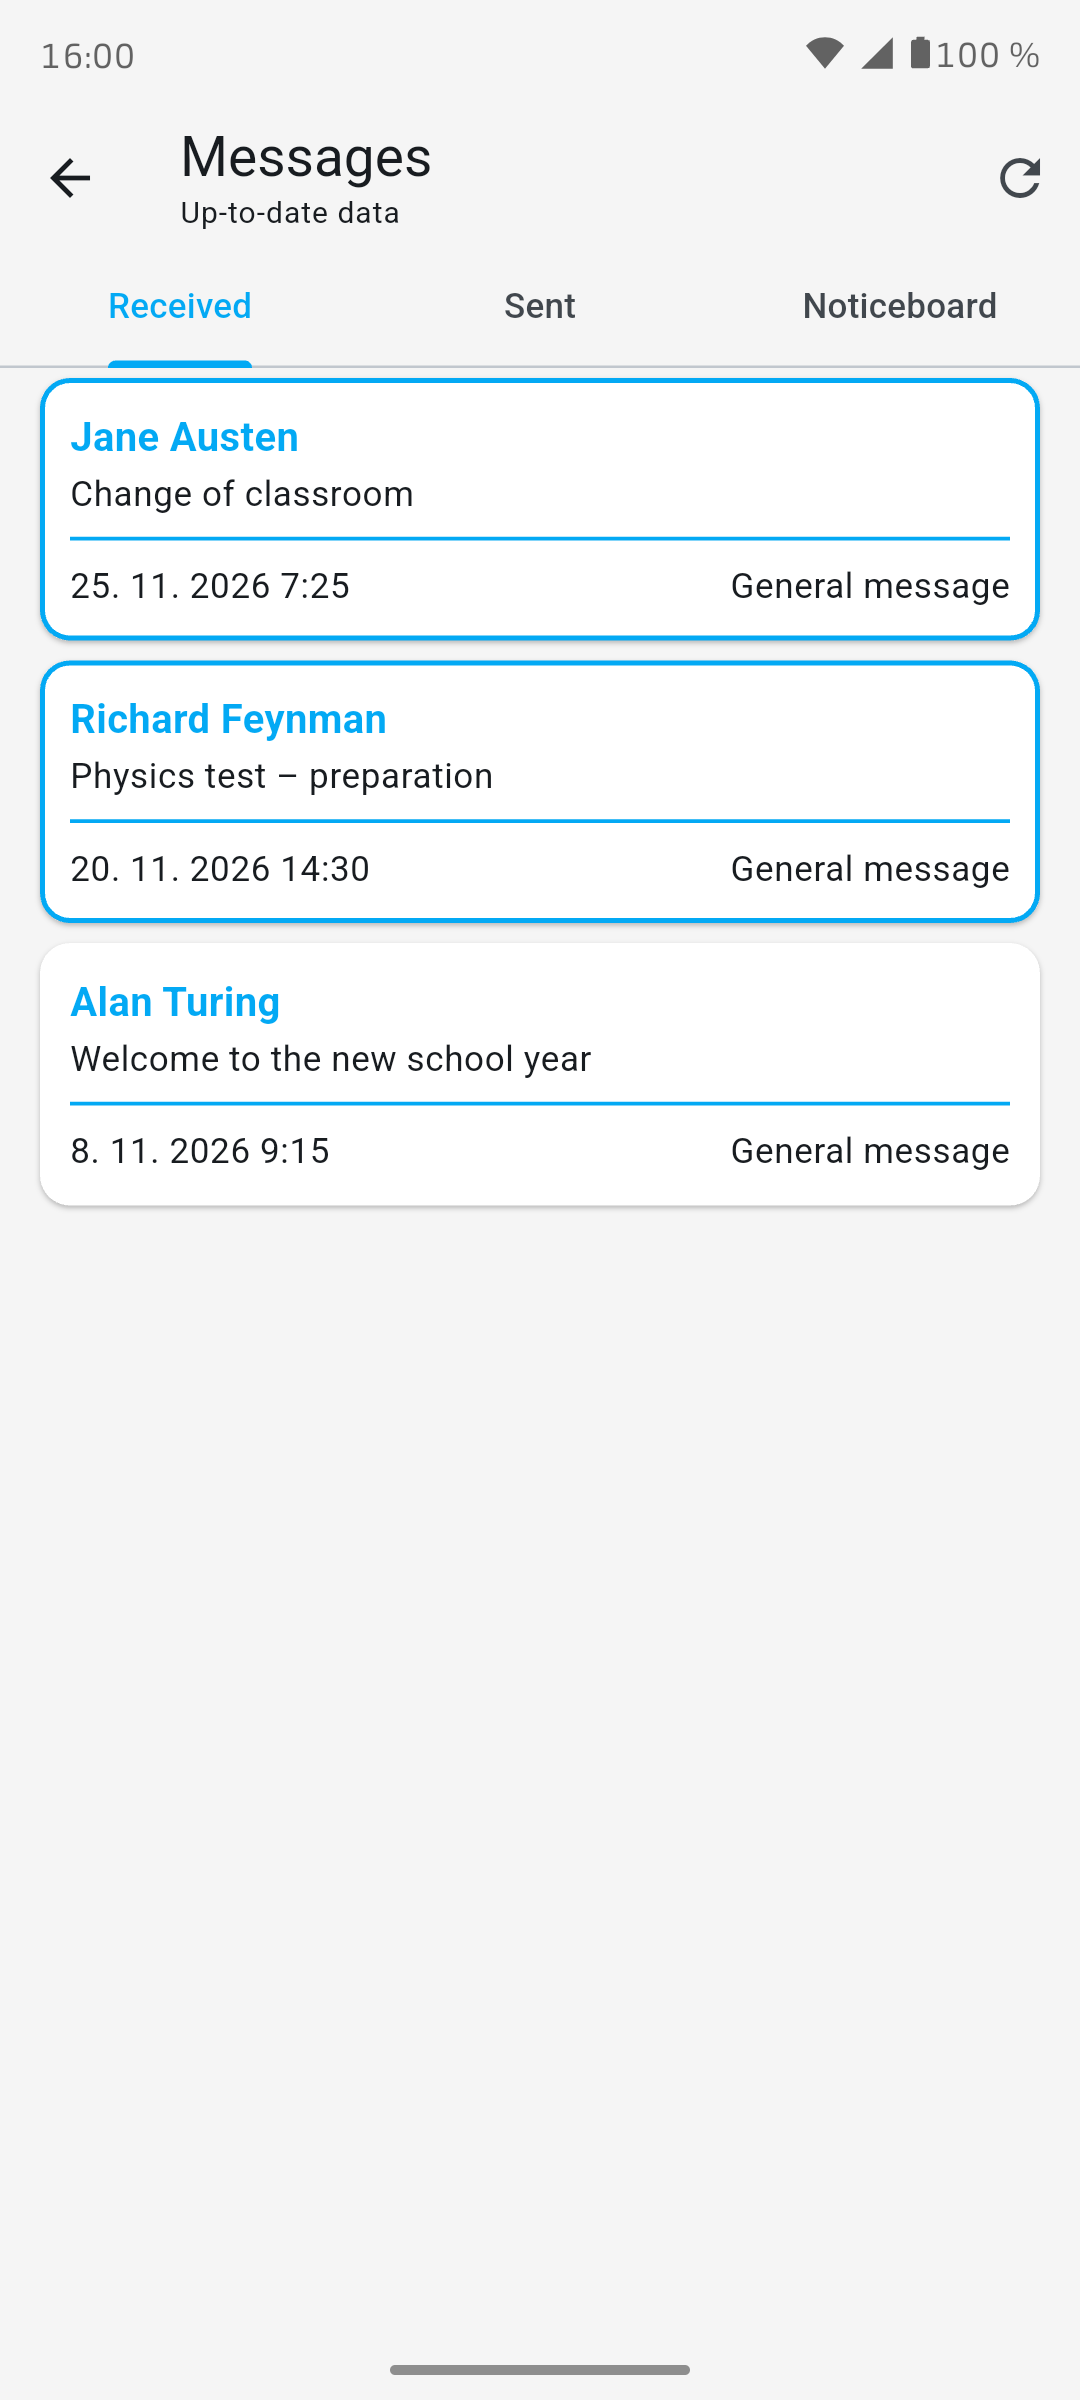 16:00 100 %
Messages
Up-to-date data
Received Sent Noticeboard
Jane Austen
Change of classroom
25. 11. 2026 7:25 General message
Richard Feynman
Physics test – preparation
20. 11. 2026 14:30 General message
Alan Turing
Welcome to the new school year
8. 11. 2026 9:15 General message